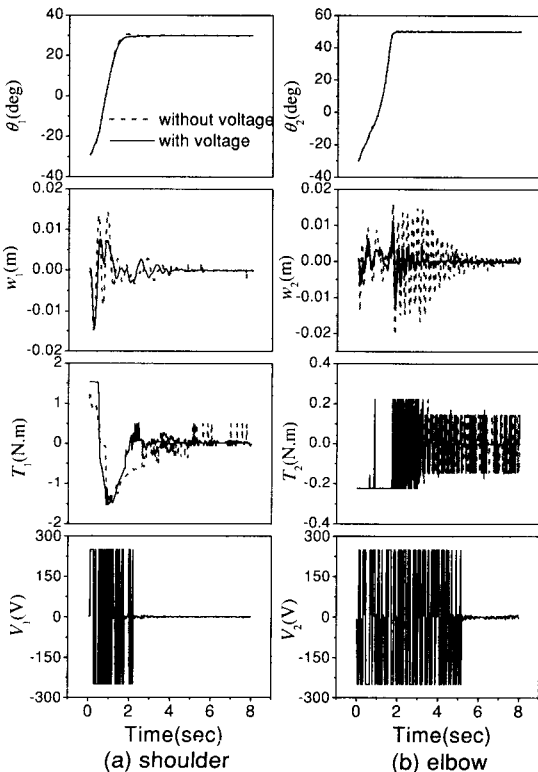 60
40
20
0
-20
-40
θ₁(deg)
without voltage
with voltage
60
40
20
0
-20
-40
θ₂(deg)
0.02
0.01
0.00
-0.01
0.02
w₁(m)
0.02
0.01
0.00
-0.01
-0.02
w₂(m)
2
1
0
-1
-2
T₁(N.m)
0.4
0.2
0.0
-0.2
-0.4
T₂(N.m)
300
150
0
-150
-300
V₁(V)
0 2 4 6 8
Time(sec)
(a) shoulder
300
150
0
-150
-300
V₂(V)
0 2 4 6 8
Time(sec)
(b) elbow